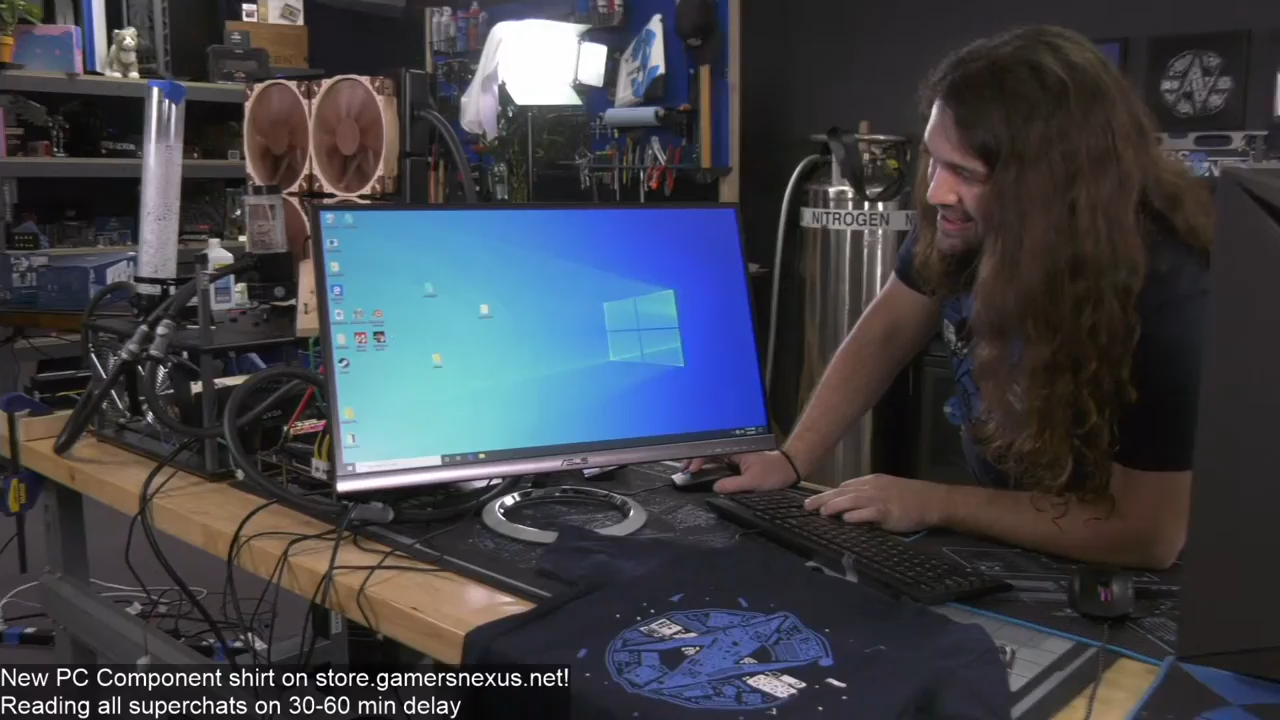 NITROGEN N
ASUS
New PC Component shirt on store.gamersnexus.net!
Reading all superchats on 30-60 min delay